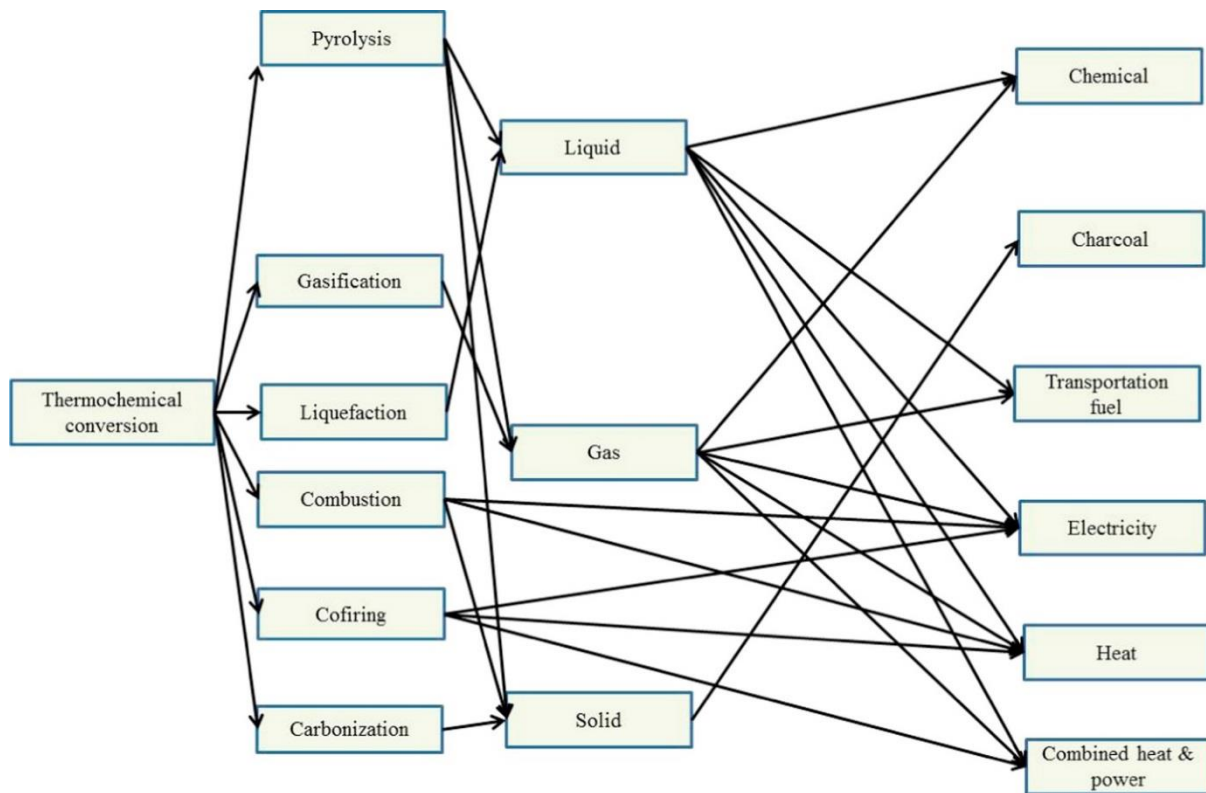 Pyrolysis
Chemical
Liquid
Charcoal
Gasification
Thermochemical
conversion
Liquefaction
Transportation
fuel
Gas
Combustion
Electricity
Cofiring
Heat
Carbonization
Solid
Combined heat &
power